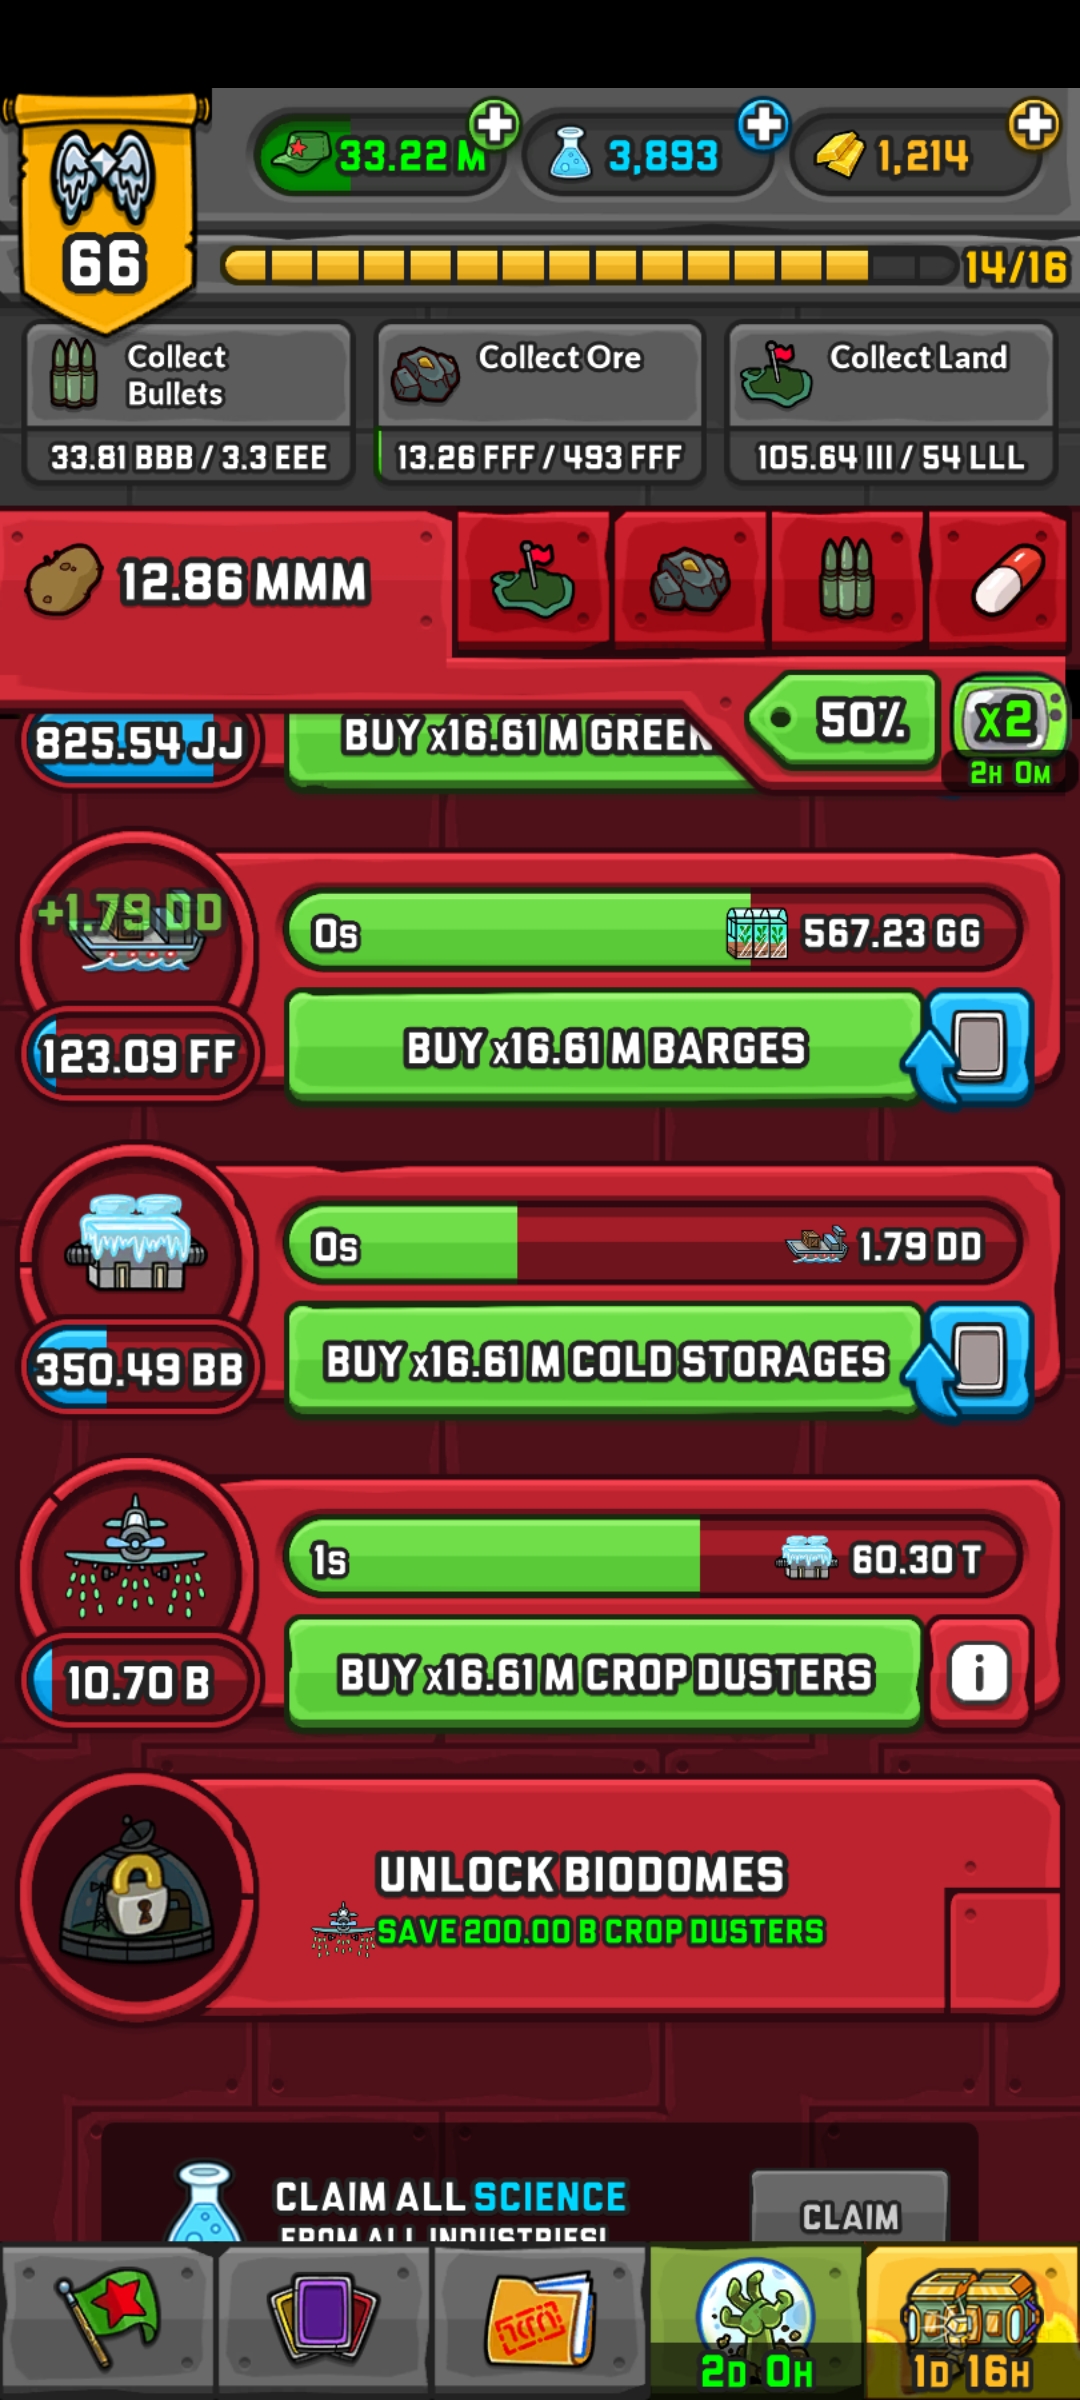 33.22 M
3,893
1,214
66
14/16
Collect
Bullets
33.81 BBB / 3.3 EEE
Collect Ore
13.26 FFF / 493 FFF
Collect Land
105.64 III / 54 LLL
12.86 MMM
50%
x2
2H 0M
825.54 JJ
BUY x16.61 M GREEN
+1.79 DD
0s
567.23 GG
123.09 FF
BUY x16.61 M BARGES
0s
1.79 DD
350.49 BB
BUY x16.61 M COLD STORAGES
1s
60.30 T
10.70 B
BUY x16.61 M CROP DUSTERS
i
UNLOCK BIODOMES
SAVE 200.00 B CROP DUSTERS
CLAIM ALL SCIENCE
FROM ALL INDUSTRIES!
CLAIM
2D 0H
1D 16H